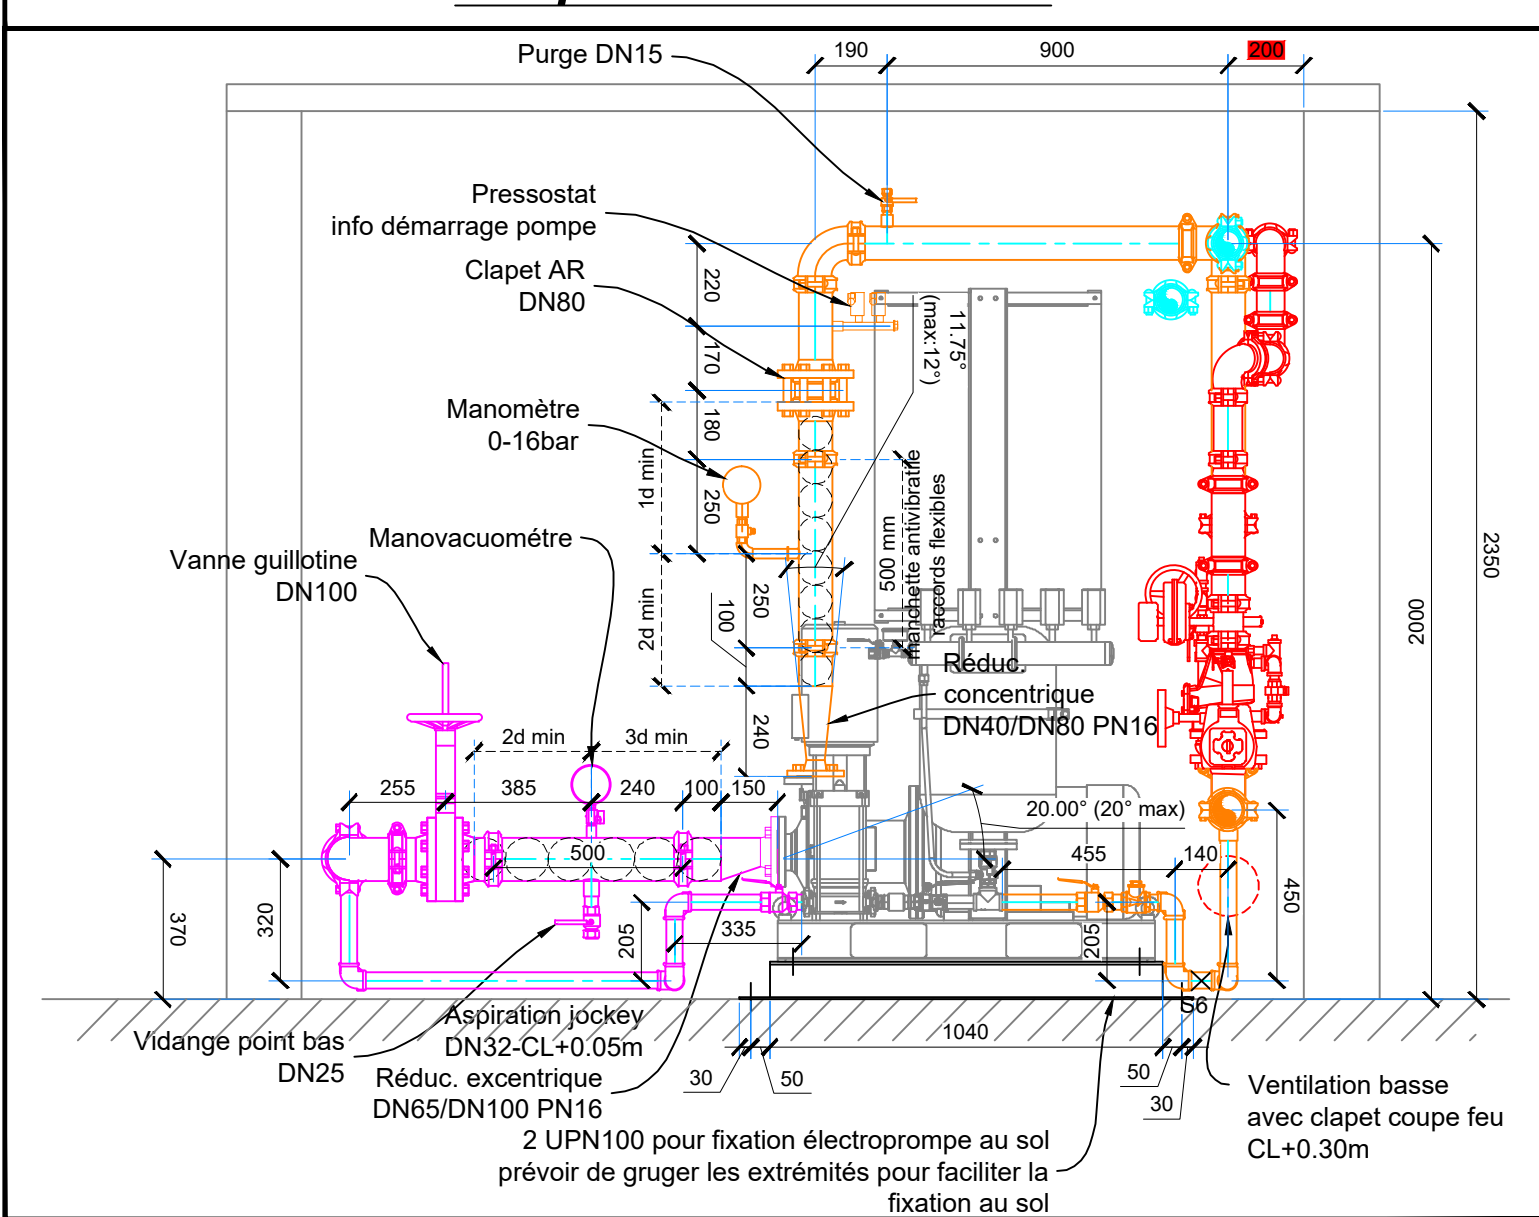 Purge DN15
190
900
200
Pressostat
info démarrage pompe
Clapet AR
DN80
220
170
180
250
11.75°
(max:12°)
Manomètre
0-16bar
1d min
2d min
250
100
240
500 mm
manchette antivibratile
raccords flexibles
Manovacuométre
Vanne guillotine
DN100
Réduc.
concentrique
DN40/DN80 PN16
2350
2000
2d min
3d min
255
385
240
100
150
500
20.00° (20° max)
455
140
450
370
320
205
335
205
S6
Aspiration jockey
DN32-CL+0.05m
Vidange point bas
DN25
Réduc. excentrique
DN65/DN100 PN16
30
50
1040
50
30
Ventilation basse
avec clapet coupe feu
CL+0.30m
2 UPN100 pour fixation électroprompe au sol
prévoir de gruger les extrémités pour faciliter la
fixation au sol